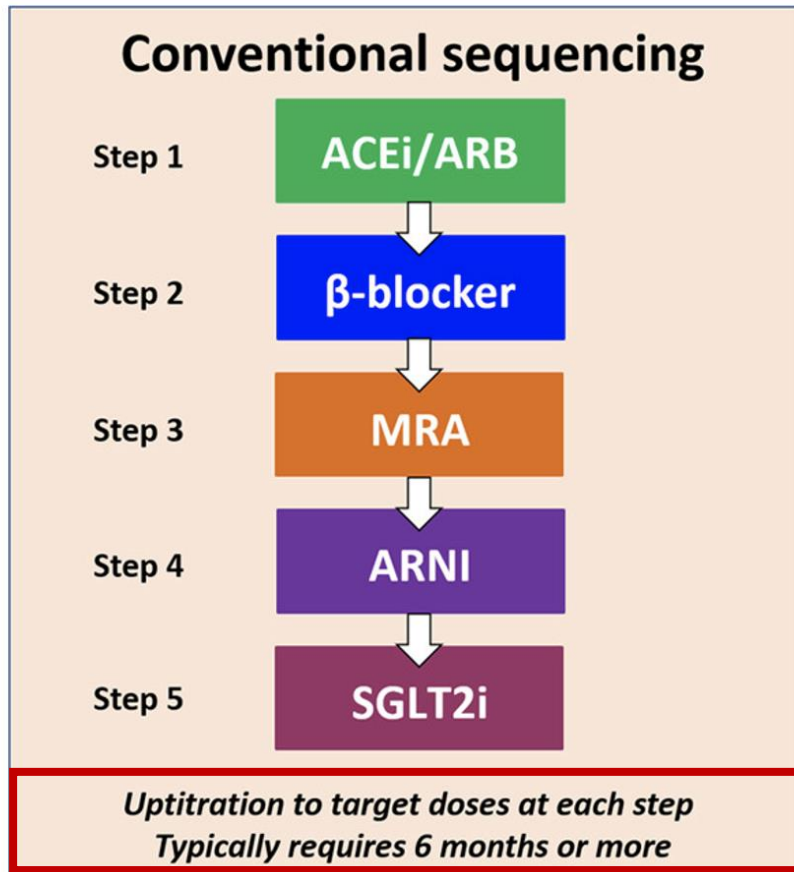 Conventional sequencing
Step 1
ACEi/ARB
Step 2
β-blocker
Step 3
MRA
Step 4
ARNI
Step 5
SGLT2i
Uptitration to target doses at each step
Typically requires 6 months or more